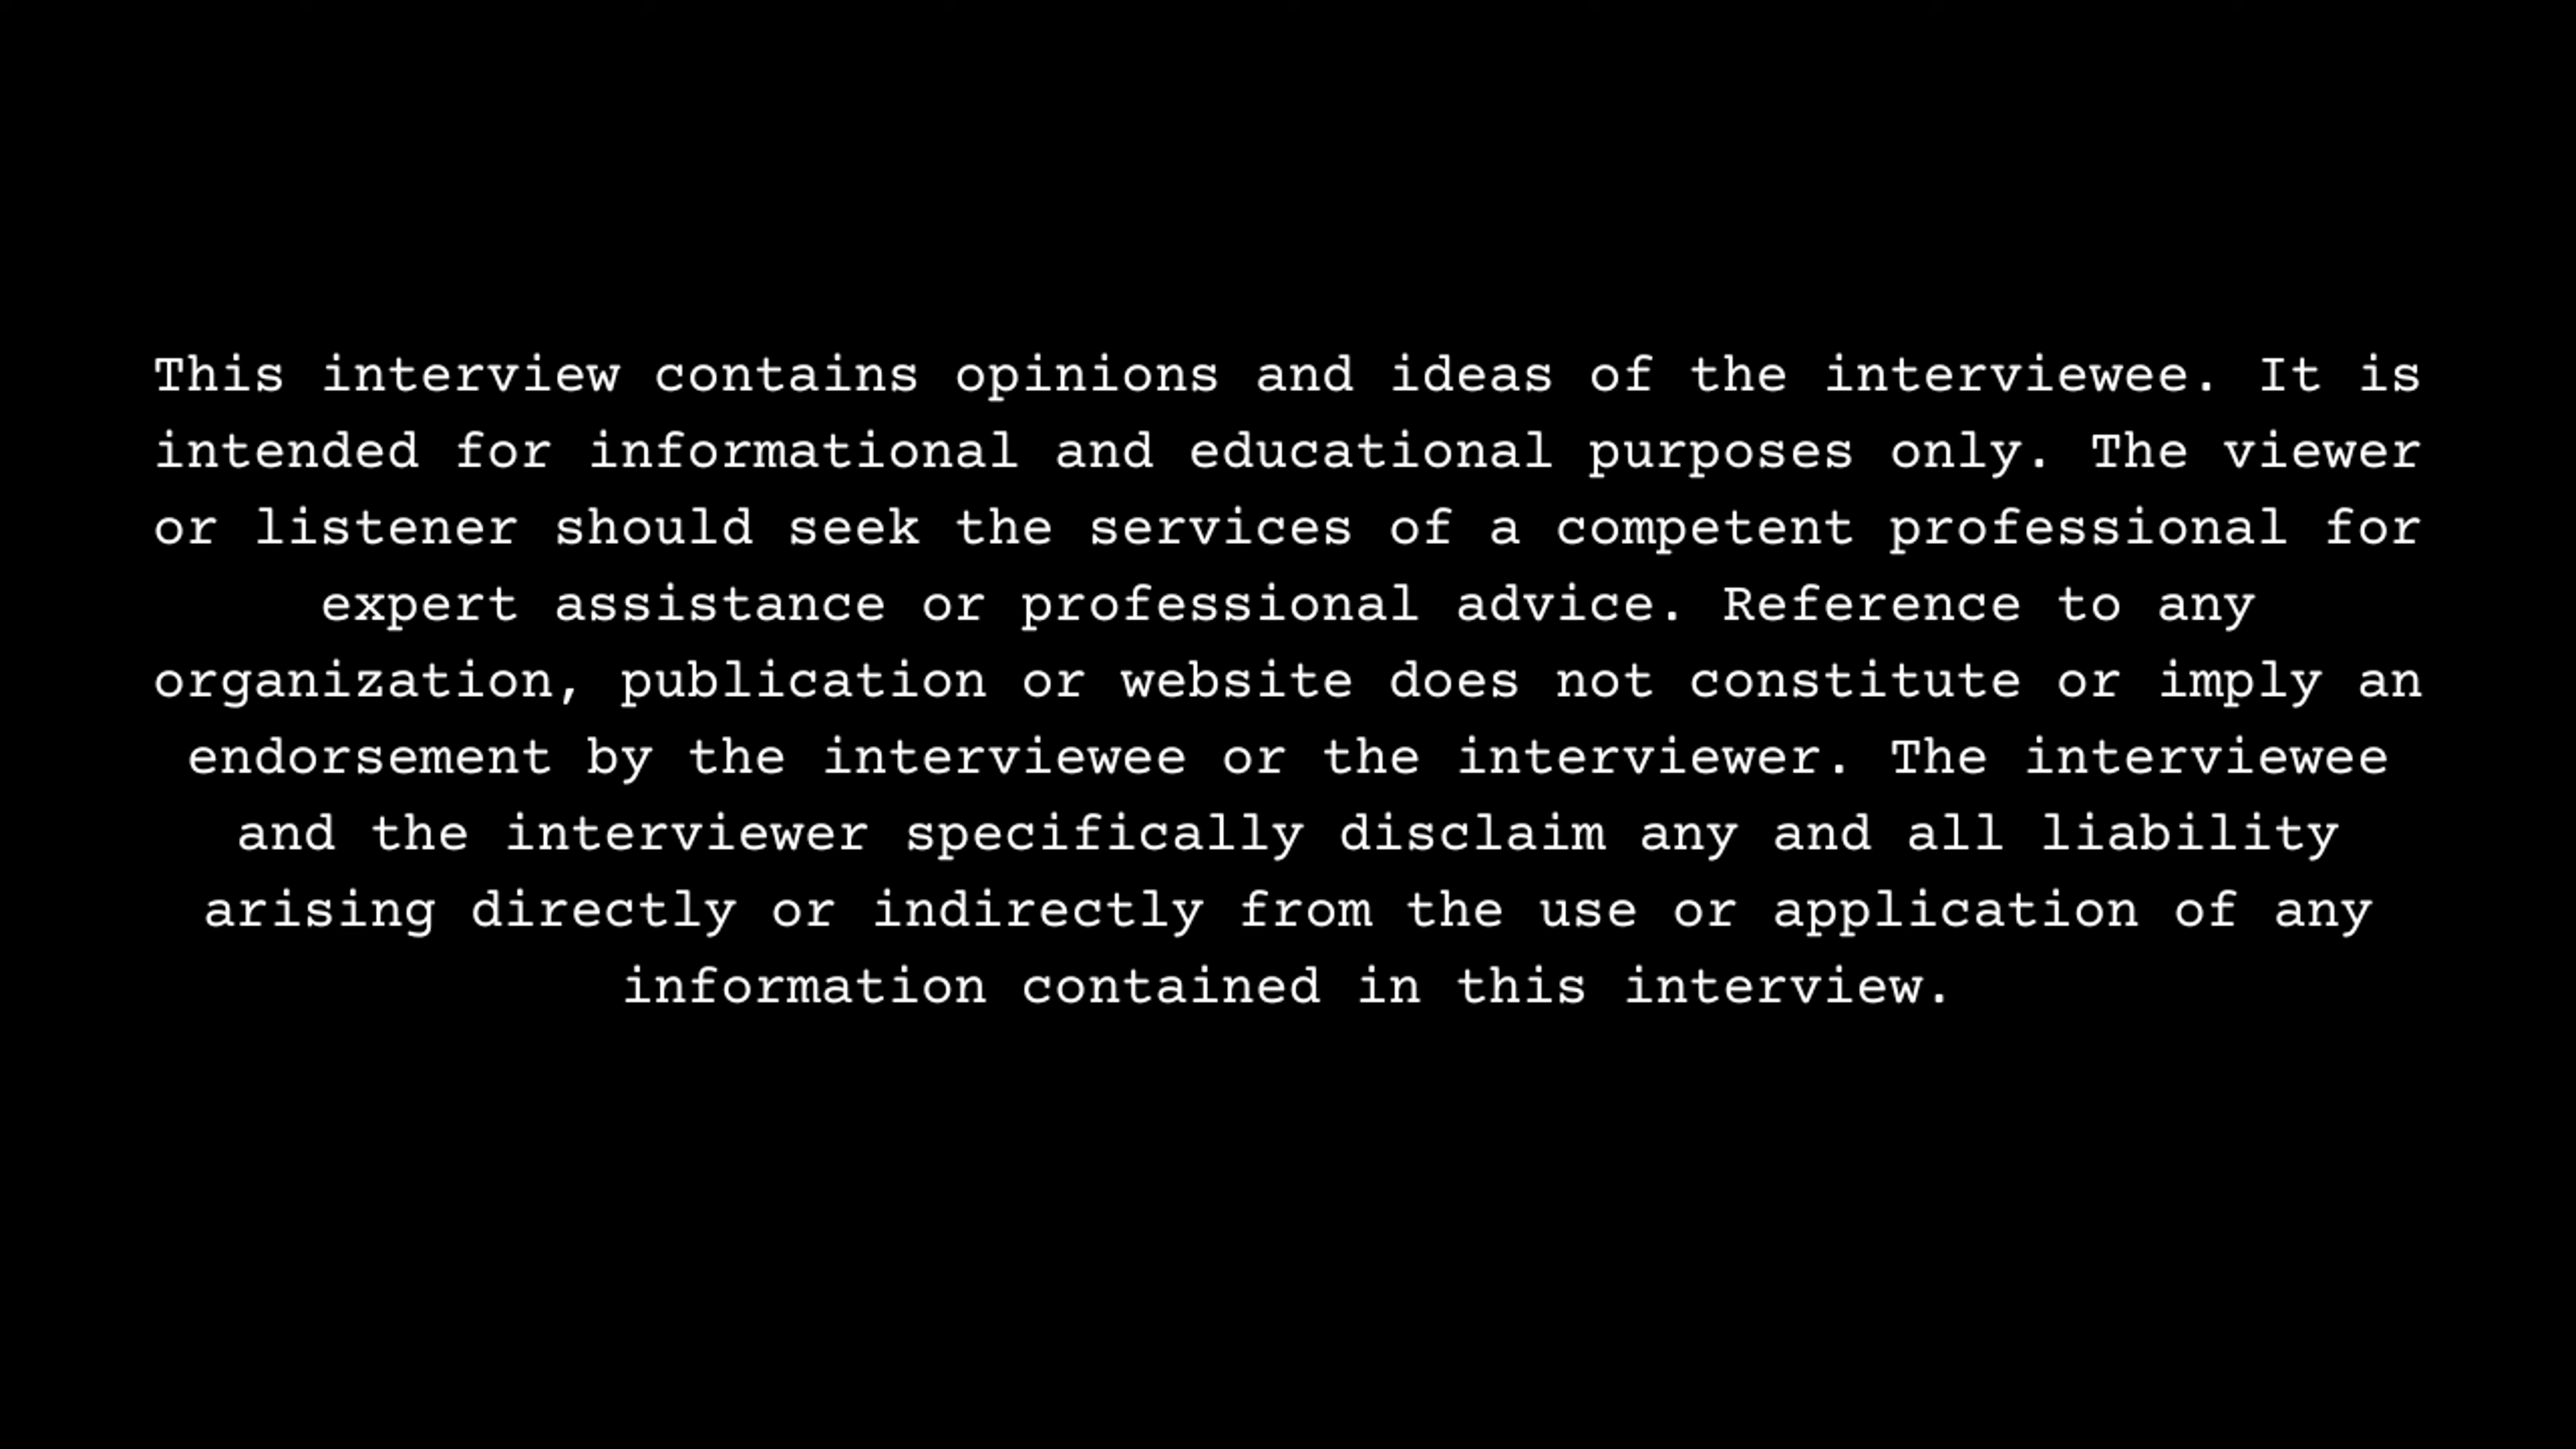 This interview contains opinions and ideas of the interviewee. It is
intended for informational and educational purposes only. The viewer
or listener should seek the services of a competent professional for
expert assistance or professional advice. Reference to any
organization, publication or website does not constitute or imply an
endorsement by the interviewee or the interviewer. The interviewee
and the interviewer specifically disclaim any and all liability
arising directly or indirectly from the use or application of any
information contained in this interview.